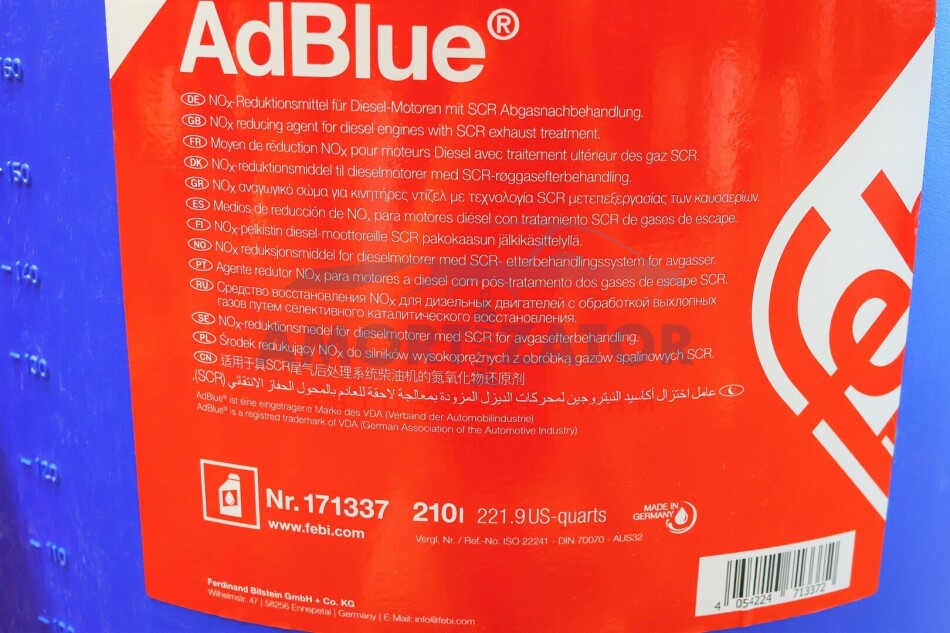 AdBlue®
febi
160
150
140
130
120
110
DE NOx-Reduktionsmittel für Diesel-Motoren mit SCR Abgasnachbehandlung.
GB NOx reducing agent for diesel engines with SCR exhaust treatment.
FR Moyen de réduction NOx pour moteurs Diesel avec traitement ultérieur des gaz SCR.
DK NOx-reduktionsmiddel til dieselmotorer med SCR-røggasefterbehandling.
GR NOx αναγωγικό σώμα για κινητήρες ντίζελ με τεχνολογία SCR μετεπεξεργασίας των καυσαερίων.
ES Medios de reducción de NOx para motores diésel con tratamiento SCR de gases de escape.
FI NOx-pelkistin diesel-moottoreille SCR pakokaasun jälkikäsittelyllä.
NO NOx reduksjonsmiddel for dieselmotorer med SCR- etterbehandlingssystem for avgasser.
PT Agente redutor NOx para motores a diesel com pós-tratamento dos gases de escape SCR.
RU Средство восстановления NOx для дизельных двигателей с обработкой выхлопных
газов путем селективного каталитического восстановления.
SE NOx-reduktionsmedel för dieselmotorer med SCR för avgasefterbehandling.
PL Środek redukujący NOx do silników wysokoprężnych z obróbką gazów spalinowych SCR.
AMORTIZATOR
CN 适用于具SCR尾气后处理系统柴油机的氮氧化物还原剂
عامل اختزال أكاسيد النيتروجين لمحركات الديزل المزودة بمعالجة لاحقة للعادم بالمحول الحفاز الانتقائي (SCR).
AdBlue® ist eine eingetragene Marke des VDA (Verband der Automobilindustrie)
AdBlue® is a registred trademark of VDA (German Association of the Automotive Industry)
Nr. 171337 210l 221.9 US-quarts
MADE IN
GERMANY
www.febi.com
Vergl. Nr / Ref.-No. ISO 22241 - DIN 70070 - AUS32
Ferdinand Bilstein GmbH + Co. KG
Wilhelmstr. 47 | 58256 Ennepetal | Germany | E-Mail: info@febi.com
4 054224 713372